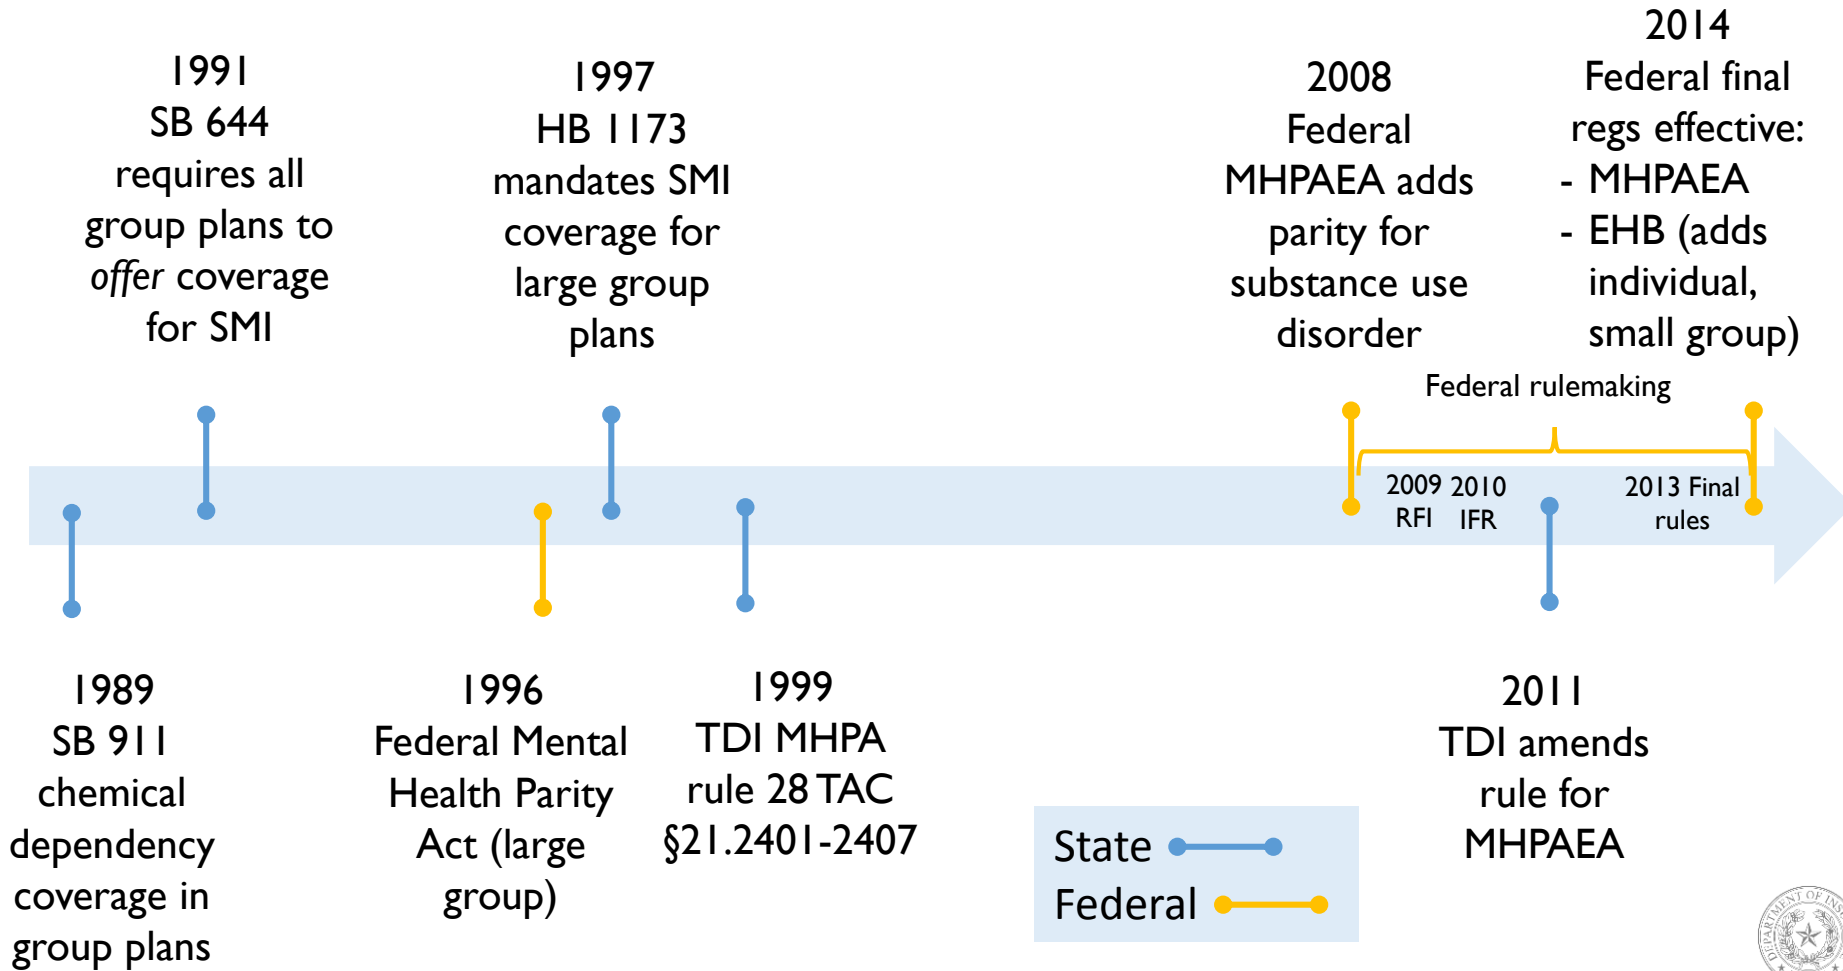 1991
SB 644
requires all
group plans to
offer coverage
for SMI
1997
HB 1173
mandates SMI
coverage for
large group
plans
2008
Federal
MHPAEA adds
parity for
substance use
disorder
2014
Federal final
regs effective:
- MHPAEA
- EHB (adds
individual,
small group)
Federal rulemaking
2009
RFI
2010
IFR
2013 Final
rules
1989
SB 911
chemical
dependency
coverage in
group plans
1996
Federal Mental
Health Parity
Act (large
group)
1999
TDI MHPA
rule 28 TAC
§21.2401-2407
2011
TDI amends
rule for
MHPAEA
State
Federal
DEPARTMENT OF INS